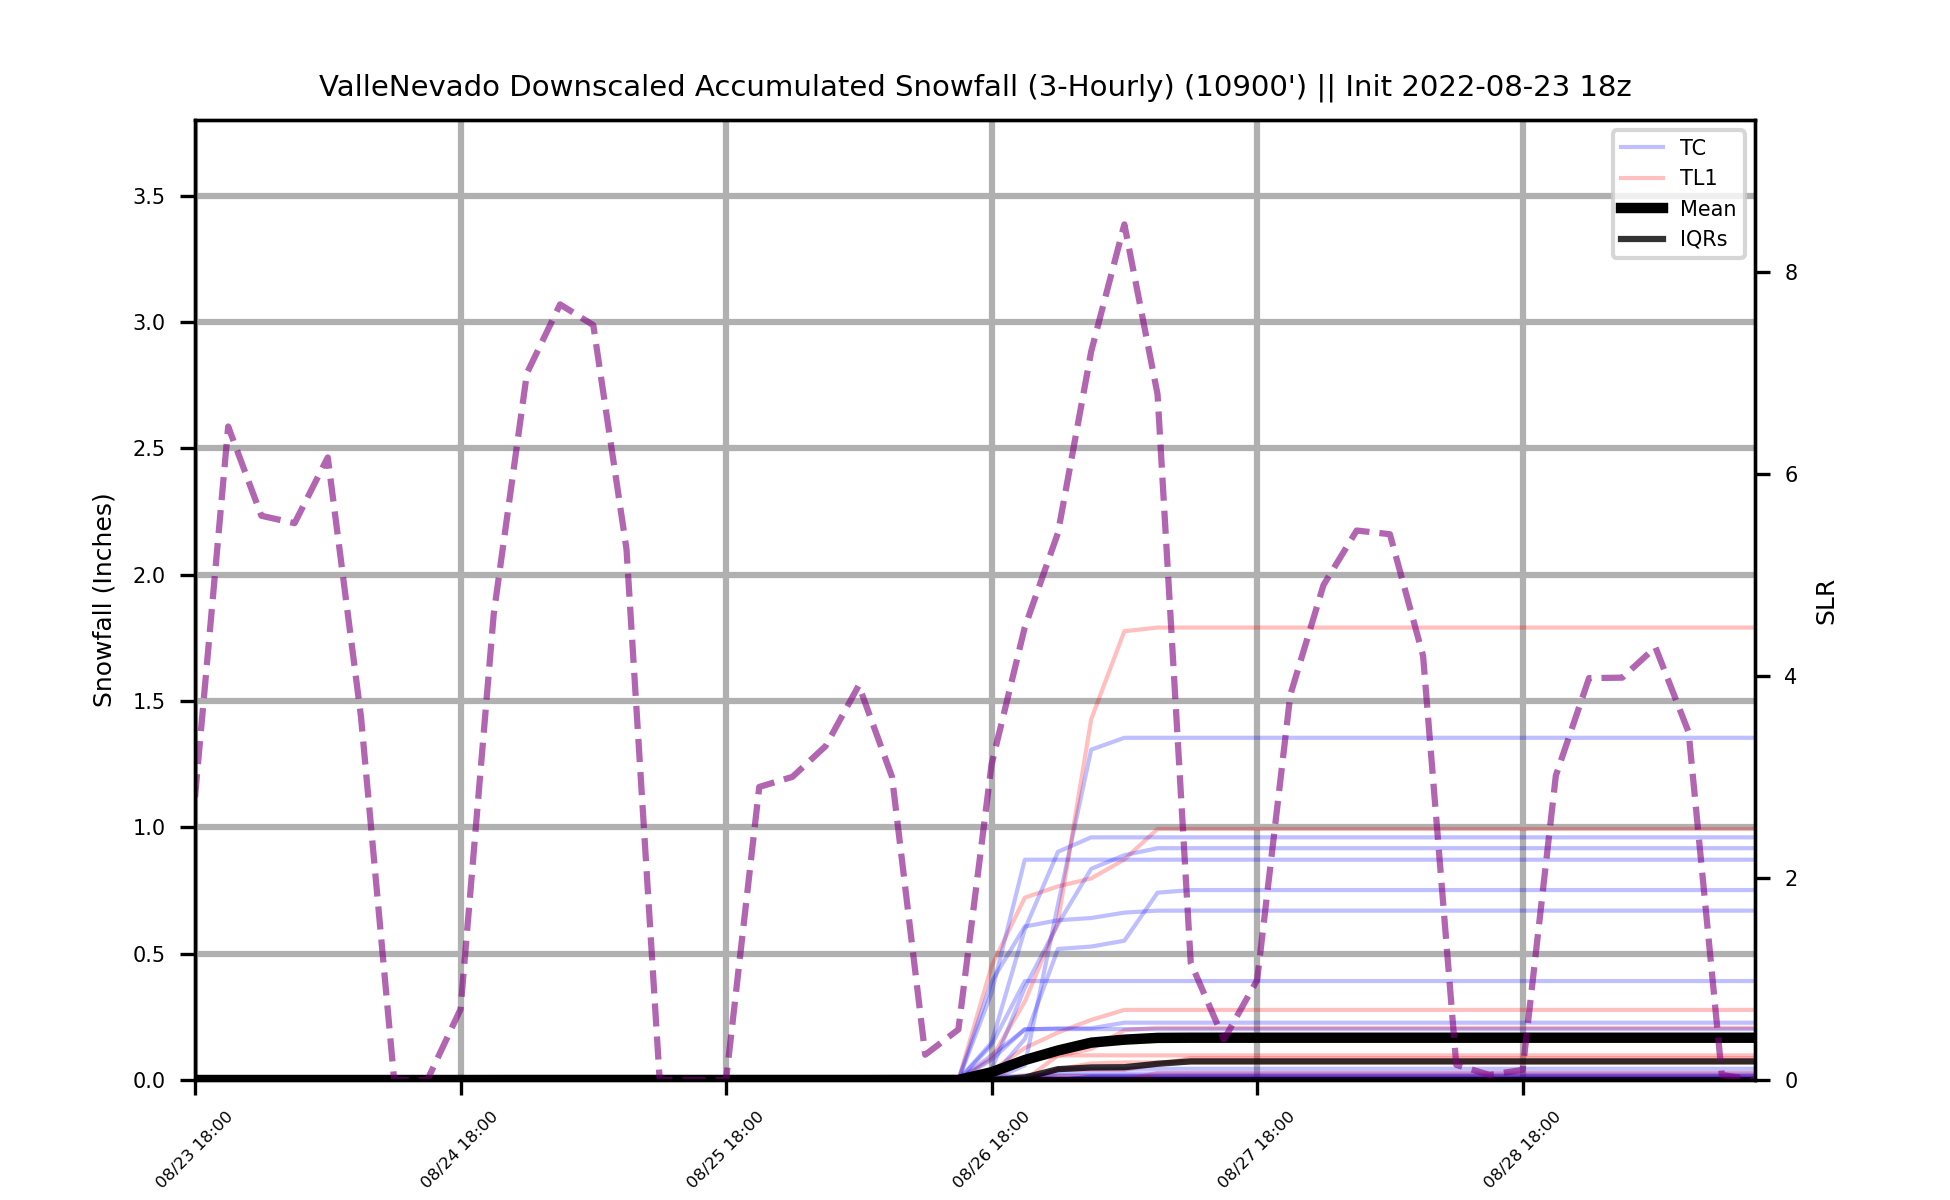 ValleNevado Downscaled Accumulated Snowfall (3-Hourly) (10900') || Init 2022-08-23 18z
TC
TL1
Mean
IQRs
Snowfall (Inches)
3.5
3.0
2.5
2.0
1.5
1.0
0.5
0.0
8
6
4
2
0
SLR
08/23 18:00
08/24 18:00
08/25 18:00
08/26 18:00
08/27 18:00
08/28 18:00